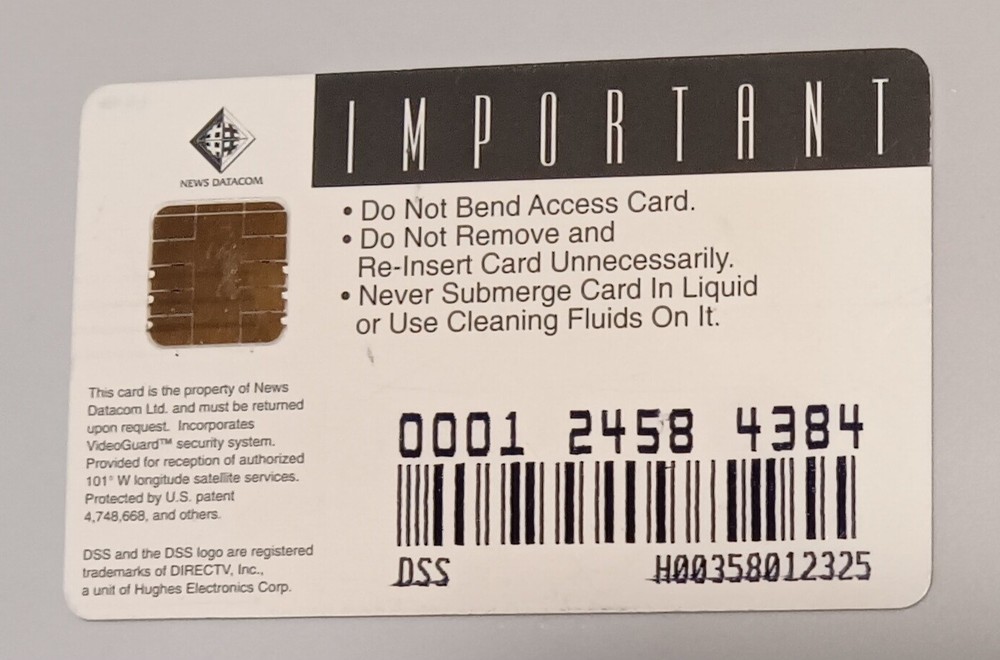 IMPORTANT
NEWS DATACOM
• Do Not Bend Access Card.
• Do Not Remove and
Re-Insert Card Unnecessarily.
• Never Submerge Card In Liquid
or Use Cleaning Fluids On It.
This card is the property of News
Datacom Ltd. and must be returned
upon request. Incorporates
VideoGuard™ security system.
Provided for reception of authorized
101° W longitude satellite services.
Protected by U.S. patent
4,748,668, and others.
DSS and the DSS logo are registered
trademarks of DIRECTV, Inc.,
a unit of Hughes Electronics Corp.
0001 2458 4384
DSS H00358012325